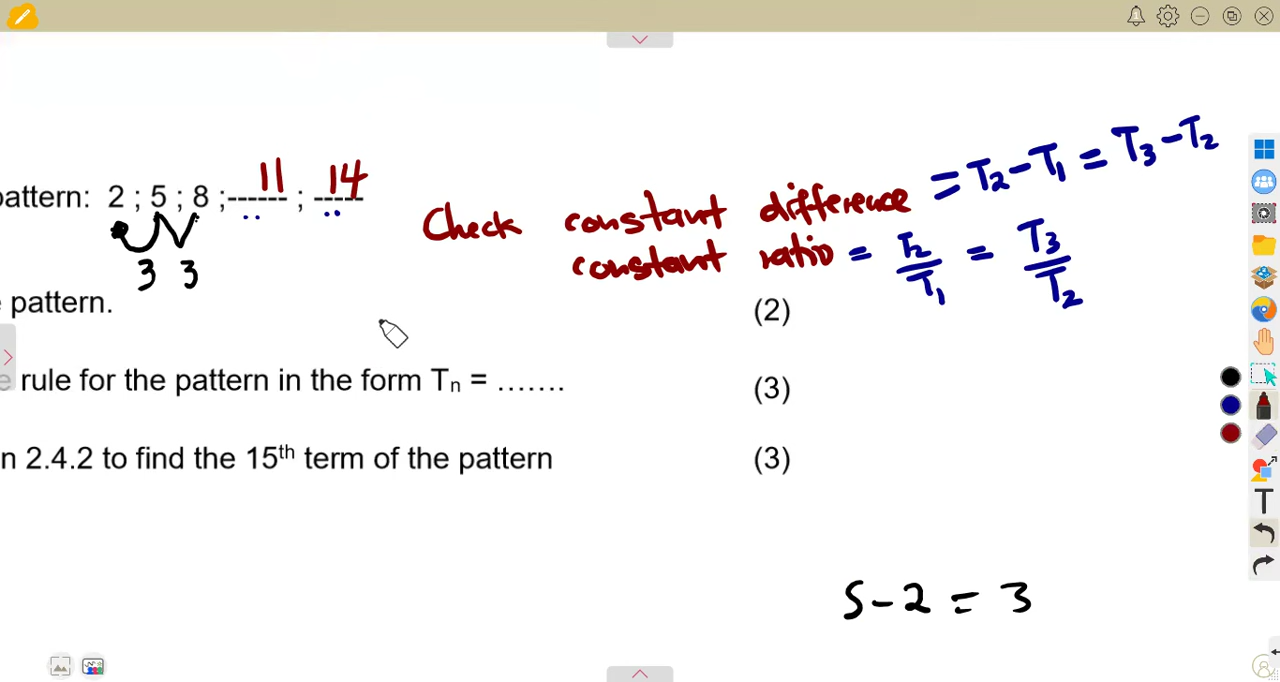 11 14
attern: 2 ; 5 ; 8 ;------ ; -----
3 3
Check constant difference = T₂ - T₁ = T₃ - T₂
constant ratio = T₂/T₁ = T₃/T₂
e pattern. (2)
e rule for the pattern in the form Tₙ = ....... (3)
n 2.4.2 to find the 15ᵗʰ term of the pattern (3)
5 - 2 = 3
T